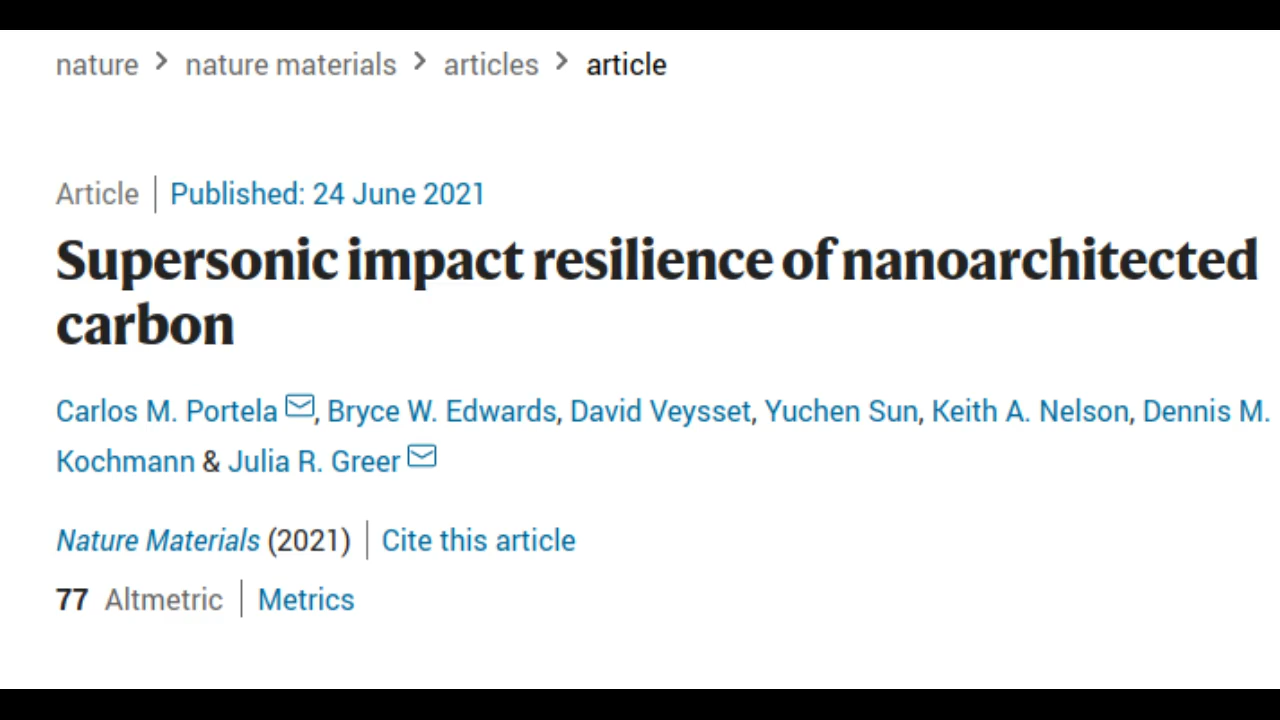 nature > nature materials > articles > article
Article | Published: 24 June 2021
Supersonic impact resilience of nanoarchitected
carbon
Carlos M. Portela, Bryce W. Edwards, David Veysset, Yuchen Sun, Keith A. Nelson, Dennis M.
Kochmann & Julia R. Greer
Nature Materials (2021) | Cite this article
77 Altmetric | Metrics